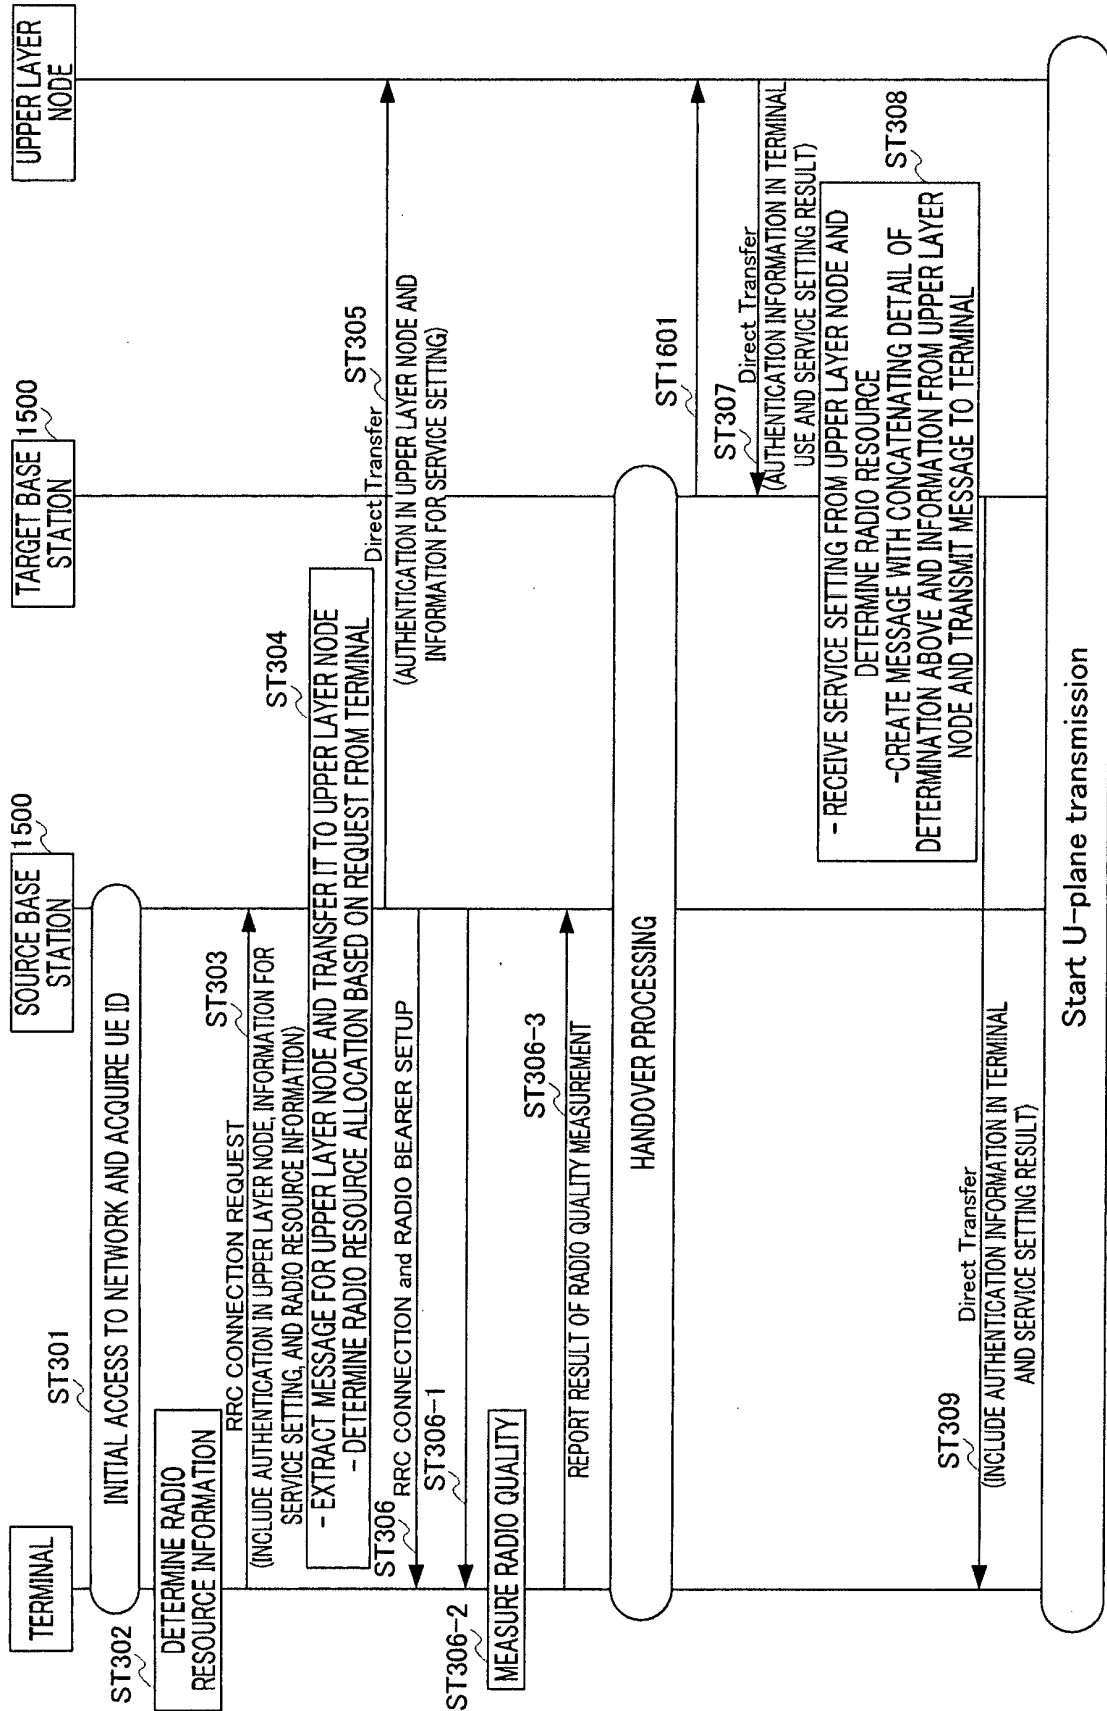 TERMINAL
SOURCE BASE
STATION
1500
TARGET BASE
STATION
1500
UPPER LAYER
NODE
ST301
INITIAL ACCESS TO NETWORK AND ACQUIRE UE ID
ST302
DETERMINE RADIO
RESOURCE INFORMATION
RRC CONNECTION REQUEST
ST303
(INCLUDE AUTHENTICATION IN UPPER LAYER NODE, INFORMATION FOR
SERVICE SETTING, AND RADIO RESOURCE INFORMATION)
ST304
- EXTRACT MESSAGE FOR UPPER LAYER NODE AND TRANSFER IT TO UPPER LAYER NODE
- DETERMINE RADIO RESOURCE ALLOCATION BASED ON REQUEST FROM TERMINAL
Direct Transfer
ST305
(AUTHENTICATION IN UPPER LAYER NODE AND
INFORMATION FOR SERVICE SETTING)
ST306
RRC CONNECTION and RADIO BEARER SETUP
ST306-1
ST306-2
MEASURE RADIO QUALITY
ST306-3
REPORT RESULT OF RADIO QUALITY MEASUREMENT
HANDOVER PROCESSING
ST1601
ST307
Direct Transfer
(AUTHENTICATION INFORMATION IN TERMINAL
USE AND SERVICE SETTING RESULT)
ST308
- RECEIVE SERVICE SETTING FROM UPPER LAYER NODE AND
DETERMINE RADIO RESOURCE
-CREATE MESSAGE WITH CONCATENATING DETAIL OF
DETERMINATION ABOVE AND INFORMATION FROM UPPER LAYER
NODE AND TRANSMIT MESSAGE TO TERMINAL
ST309
Direct Transfer
(INCLUDE AUTHENTICATION INFORMATION IN TERMINAL
AND SERVICE SETTING RESULT)
Start U-plane transmission